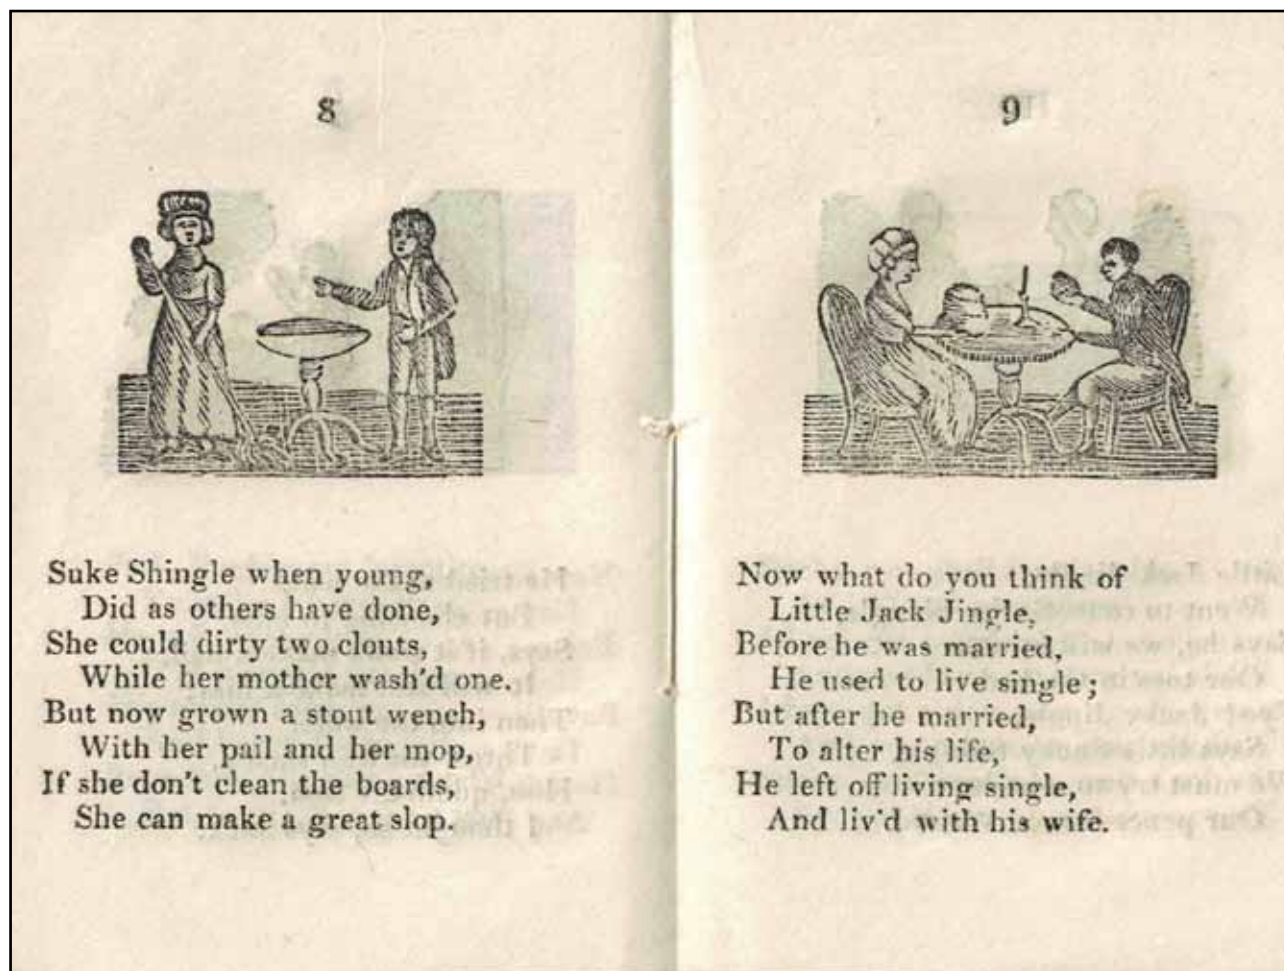 8
Suke Shingle when young,
Did as others have done,
She could dirty two clouts,
While her mother wash'd one.
But now grown a stout wench,
With her pail and her mop,
If she don't clean the boards,
She can make a great slop.
9
Now what do you think of
Little Jack Jingle,
Before he was married,
He used to live single;
But after he married,
To alter his life,
He left off living single,
And liv'd with his wife.